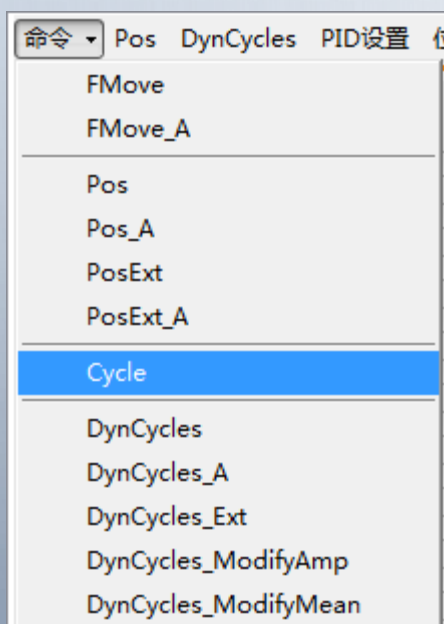 命令 Pos DynCycles PID设置
FMove
FMove_A
Pos
Pos_A
PosExt
PosExt_A
Cycle
DynCycles
DynCycles_A
DynCycles_Ext
DynCycles_ModifyAmp
DynCycles_ModifyMean